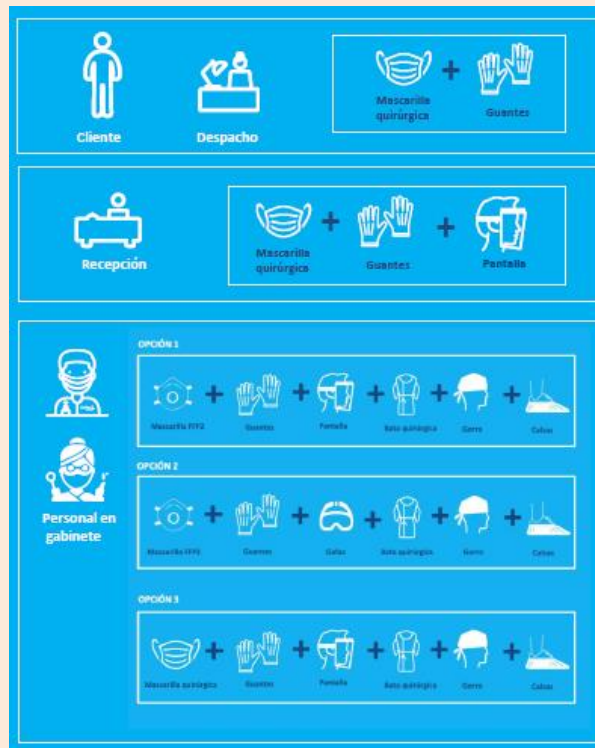 Cliente
Despacho
Mascarilla
quirúrgica
Guantes
Recepción
Mascarilla
quirúrgica
Guantes
Pantalla
Personal en
gabinete
OPCIÓN 1
Mascarilla FFP2
Guantes
Pantalla
Bata quirúrgica
Gorro
Calzas
OPCIÓN 2
Mascarilla FFP2
Guantes
Gafas
Bata quirúrgica
Gorro
Calzas
OPCIÓN 3
Mascarilla quirúrgica
Guantes
Pantalla
Bata quirúrgica
Gorro
Calzas